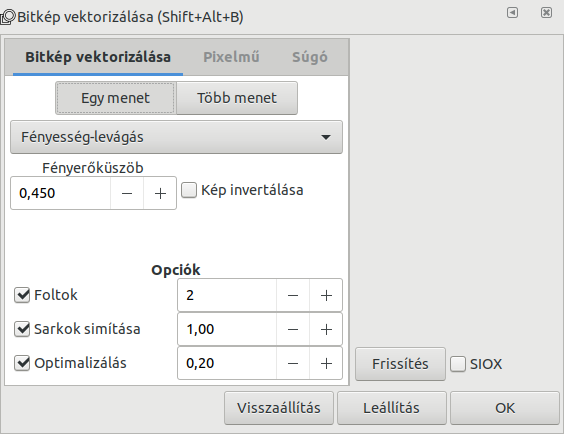 Bitkép vektorizálása (Shift+Alt+B)
Bitkép vektorizálása Pixelmű Súgó
Egy menet Több menet
Fényesség-levágás
Fényerőküszöb
0,450 − + Kép invertálása
Opciók
Foltok 2 − +
Sarkok simítása 1,00 − +
Optimalizálás 0,20 − +
Frissítés SIOX
Visszaállítás Leállítás OK